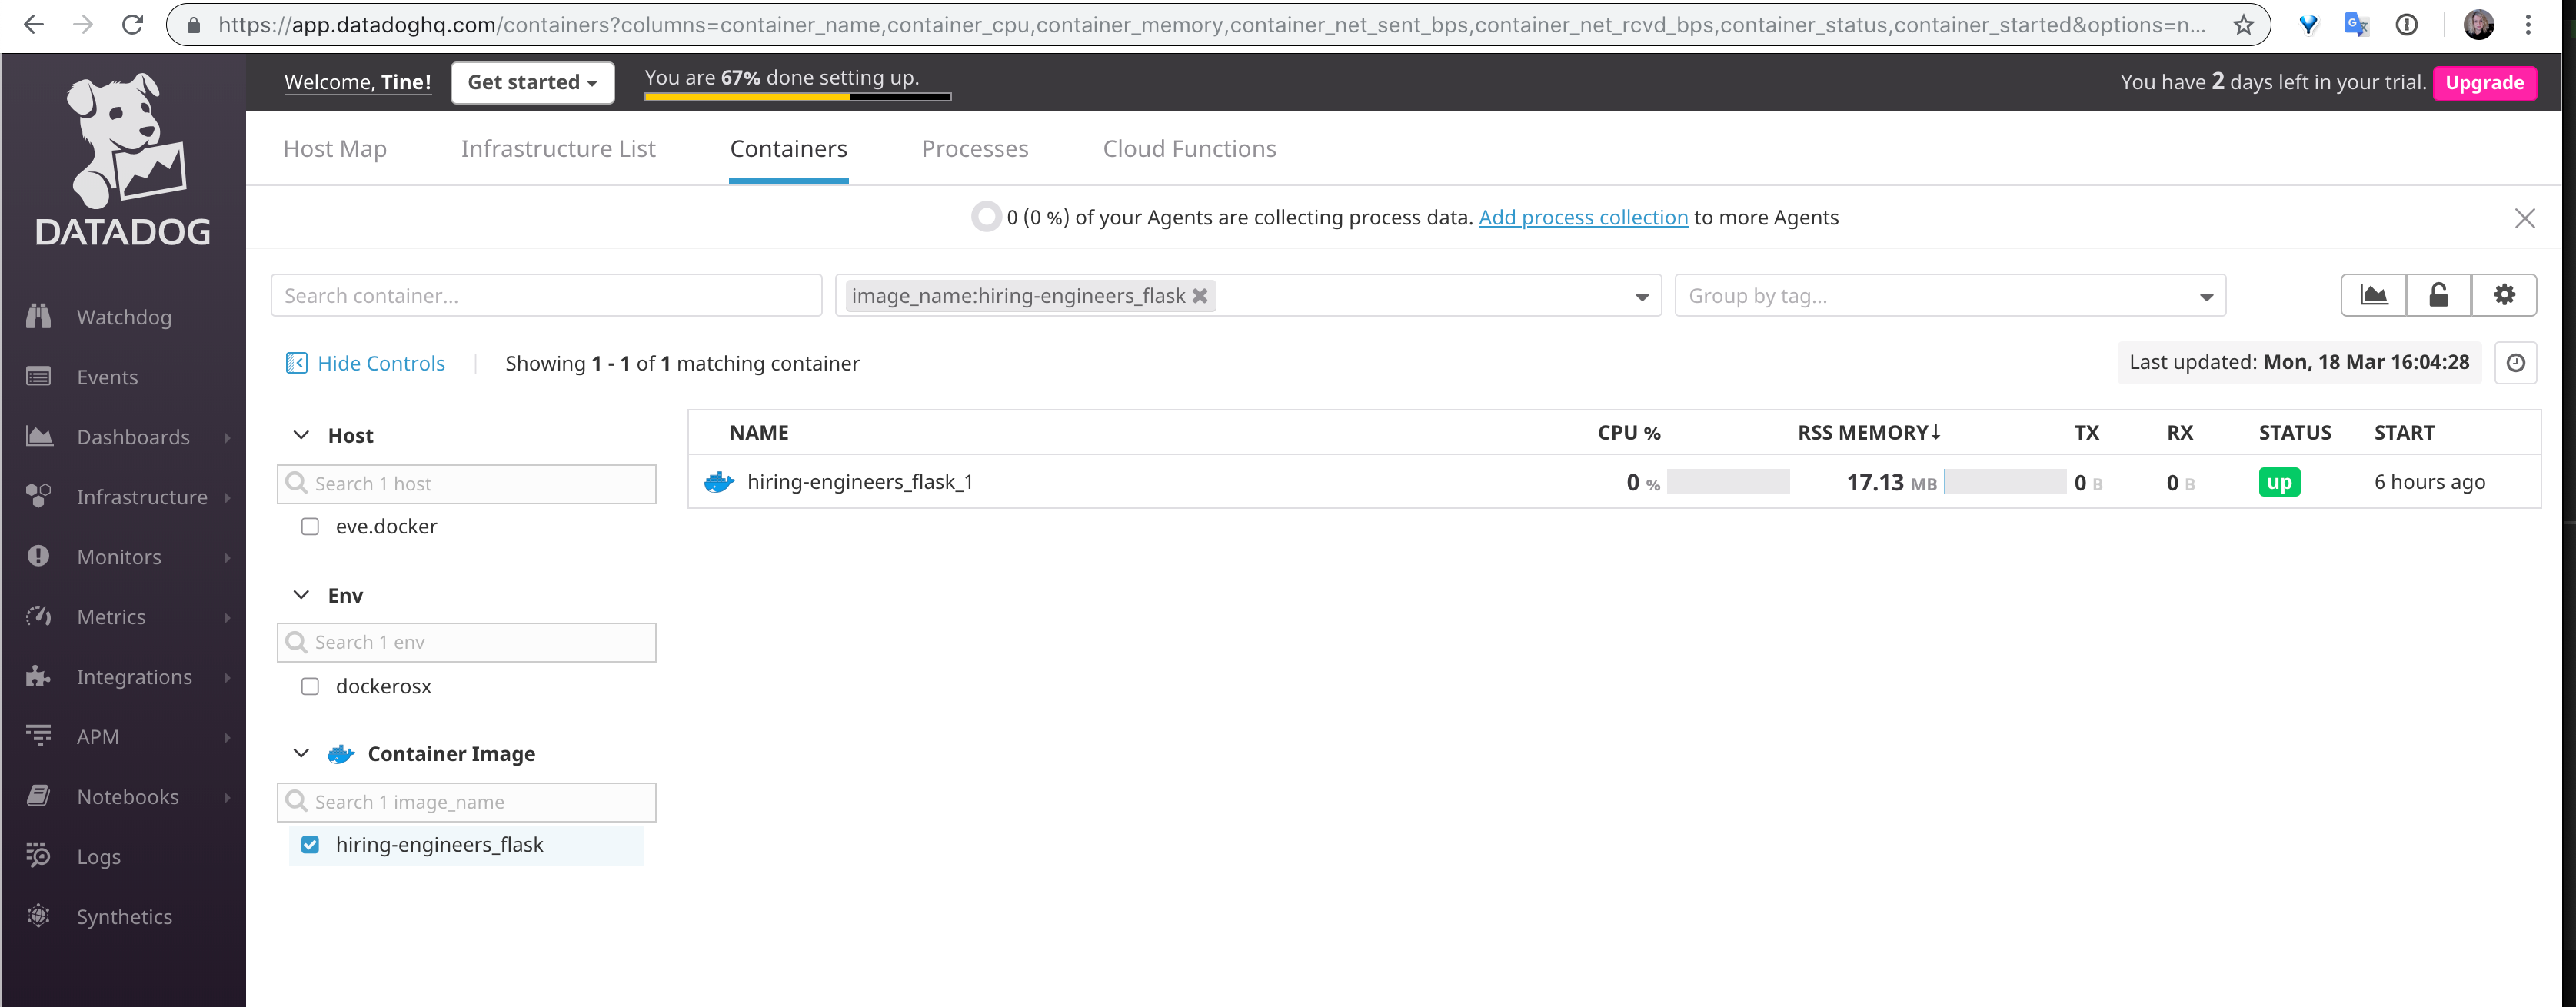 https://app.datadoghq.com/containers?columns=container_name,container_cpu,container_memory,container_net_sent_bps,container_net_rcvd_bps,container_status,container_started&options=n...
DATADOG
Welcome, Tine!
Get started
You are 67% done setting up.
You have 2 days left in your trial.
Upgrade
Host Map
Infrastructure List
Containers
Processes
Cloud Functions
0 (0 %) of your Agents are collecting process data. Add process collection to more Agents
Search container...
image_name:hiring-engineers_flask
Group by tag...
Hide Controls
Showing 1 - 1 of 1 matching container
Last updated: Mon, 18 Mar 16:04:28
Watchdog
Events
Dashboards
Infrastructure
Monitors
Metrics
Integrations
APM
Notebooks
Logs
Synthetics
Host
Search 1 host
eve.docker
Env
Search 1 env
dockerosx
Container Image
Search 1 image_name
hiring-engineers_flask
NAME CPU % RSS MEMORY↓ TX RX STATUS START
hiring-engineers_flask_1 0 % 17.13 MB 0 B 0 B up 6 hours ago